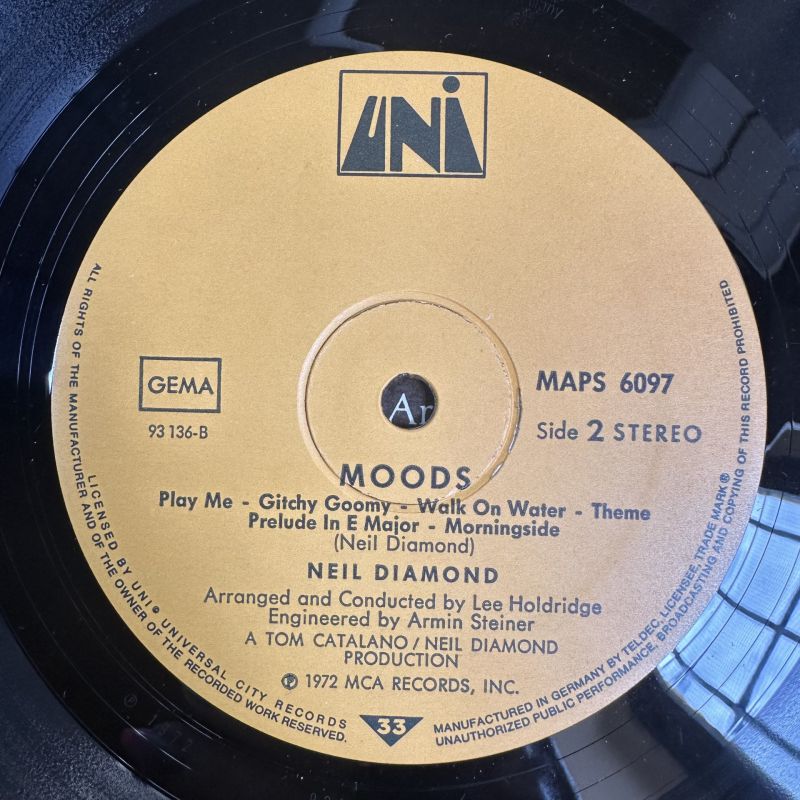 UNi
GEMA
93 136-B
MAPS 6097
Side 2 STEREO
Ar
MOODS
Play Me - Gitchy Goomy - Walk On Water - Theme
Prelude In E Major - Morningside
(Neil Diamond)
NEIL DIAMOND
Arranged and Conducted by Lee Holdridge
Engineered by Armin Steiner
A TOM CATALANO / NEIL DIAMOND
PRODUCTION
℗ 1972 MCA RECORDS, INC.
33
ALL RIGHTS OF THE MANUFACTURER AND OF THE OWNER OF THE RECORDED WORK RESERVED.
LICENSED BY UNI® UNIVERSAL CITY RECORDS
MANUFACTURED IN GERMANY BY TELDEC, LICENSEE, TRADE MARK®
UNAUTHORIZED PUBLIC PERFORMANCE, BROADCASTING AND COPYING OF THIS RECORD PROHIBITED